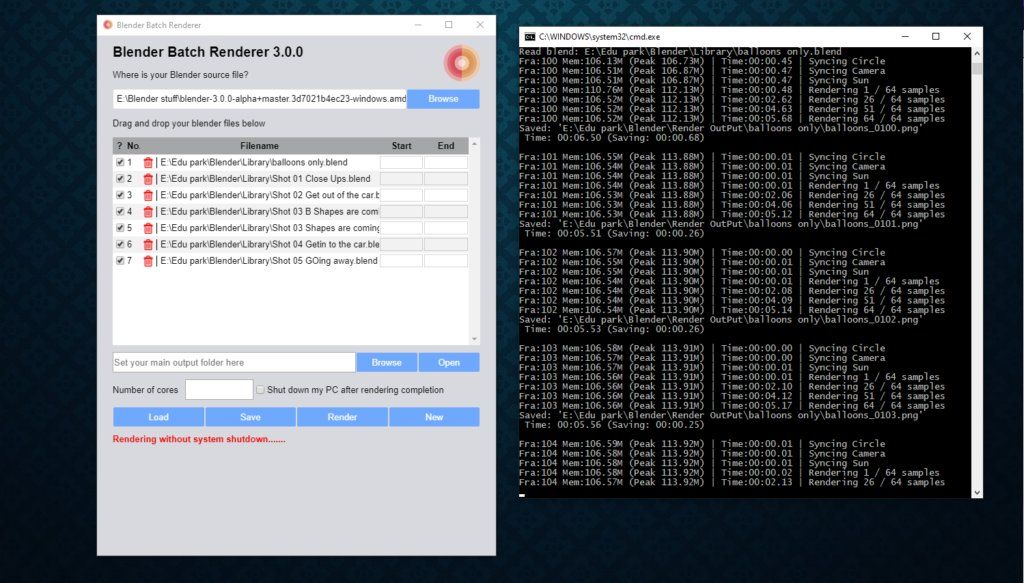 Blender Batch Renderer
Blender Batch Renderer 3.0.0
Where is your Blender source file?
E:\Blender stuff\blender-3.0.0-alpha+master.3d7021b4ec23-windows.amd
Browse
Drag and drop your blender files below
? No. Filename Start End
1 | E:\Edu park\Blender\Library\balloons only.blend
2 | E:\Edu park\Blender\Library\Shot 01 Close Ups.blend
3 | E:\Edu park\Blender\Library\Shot 02 Get out of the car.b
4 | E:\Edu park\Blender\Library\Shot 03 B Shapes are com
5 | E:\Edu park\Blender\Library\Shot 03 Shapes are coming
6 | E:\Edu park\Blender\Library\Shot 04 Getin to the car.ble
7 | E:\Edu park\Blender\Library\Shot 05 GOing away.blend
Set your main output folder here
Browse
Open
Number of cores
Shut down my PC after rendering completion
Load
Save
Render
New
Rendering without system shutdown.......
C:\WINDOWS\system32\cmd.exe
Read blend: E:\Edu park\Blender\Library\balloons only.blend
Fra:100 Mem:106.13M (Peak 106.73M) | Time:00:00.45 | Syncing Circle
Fra:100 Mem:106.51M (Peak 106.87M) | Time:00:00.47 | Syncing Camera
Fra:100 Mem:106.51M (Peak 106.87M) | Time:00:00.47 | Syncing Sun
Fra:100 Mem:110.76M (Peak 112.13M) | Time:00:00.48 | Rendering 1 / 64 samples
Fra:100 Mem:106.52M (Peak 112.13M) | Time:00:02.62 | Rendering 26 / 64 samples
Fra:100 Mem:106.52M (Peak 112.13M) | Time:00:04.63 | Rendering 51 / 64 samples
Fra:100 Mem:106.52M (Peak 112.13M) | Time:00:05.68 | Rendering 64 / 64 samples
Saved: 'E:\Edu park\Blender\Render OutPut\balloons only\balloons_0100.png'
Time: 00:06.50 (Saving: 00:00.68)
Fra:101 Mem:106.55M (Peak 113.88M) | Time:00:00.01 | Syncing Circle
Fra:101 Mem:106.54M (Peak 113.88M) | Time:00:00.01 | Syncing Camera
Fra:101 Mem:106.54M (Peak 113.88M) | Time:00:00.01 | Syncing Sun
Fra:101 Mem:106.54M (Peak 113.88M) | Time:00:00.01 | Rendering 1 / 64 samples
Fra:101 Mem:106.53M (Peak 113.88M) | Time:00:02.06 | Rendering 26 / 64 samples
Fra:101 Mem:106.53M (Peak 113.88M) | Time:00:04.06 | Rendering 51 / 64 samples
Fra:101 Mem:106.53M (Peak 113.88M) | Time:00:05.12 | Rendering 64 / 64 samples
Saved: 'E:\Edu park\Blender\Render OutPut\balloons only\balloons_0101.png'
Time: 00:05.51 (Saving: 00:00.26)
Fra:102 Mem:106.57M (Peak 113.90M) | Time:00:00.00 | Syncing Circle
Fra:102 Mem:106.55M (Peak 113.90M) | Time:00:00.01 | Syncing Camera
Fra:102 Mem:106.55M (Peak 113.90M) | Time:00:00.01 | Syncing Sun
Fra:102 Mem:106.55M (Peak 113.90M) | Time:00:00.01 | Rendering 1 / 64 samples
Fra:102 Mem:106.54M (Peak 113.90M) | Time:00:02.08 | Rendering 26 / 64 samples
Fra:102 Mem:106.54M (Peak 113.90M) | Time:00:04.09 | Rendering 51 / 64 samples
Fra:102 Mem:106.54M (Peak 113.90M) | Time:00:05.14 | Rendering 64 / 64 samples
Saved: 'E:\Edu park\Blender\Render OutPut\balloons only\balloons_0102.png'
Time: 00:05.53 (Saving: 00:00.26)
Fra:103 Mem:106.58M (Peak 113.91M) | Time:00:00.00 | Syncing Circle
Fra:103 Mem:106.57M (Peak 113.91M) | Time:00:00.00 | Syncing Camera
Fra:103 Mem:106.57M (Peak 113.91M) | Time:00:00.01 | Syncing Sun
Fra:103 Mem:106.56M (Peak 113.91M) | Time:00:00.01 | Rendering 1 / 64 samples
Fra:103 Mem:106.56M (Peak 113.91M) | Time:00:02.10 | Rendering 26 / 64 samples
Fra:103 Mem:106.56M (Peak 113.91M) | Time:00:04.12 | Rendering 51 / 64 samples
Fra:103 Mem:106.56M (Peak 113.91M) | Time:00:05.17 | Rendering 64 / 64 samples
Saved: 'E:\Edu park\Blender\Render OutPut\balloons only\balloons_0103.png'
Time: 00:05.56 (Saving: 00:00.25)
Fra:104 Mem:106.59M (Peak 113.92M) | Time:00:00.01 | Syncing Circle
Fra:104 Mem:106.58M (Peak 113.92M) | Time:00:00.01 | Syncing Camera
Fra:104 Mem:106.58M (Peak 113.92M) | Time:00:00.01 | Syncing Sun
Fra:104 Mem:106.58M (Peak 113.92M) | Time:00:00.02 | Rendering 1 / 64 samples
Fra:104 Mem:106.57M (Peak 113.92M) | Time:00:02.13 | Rendering 26 / 64 samples